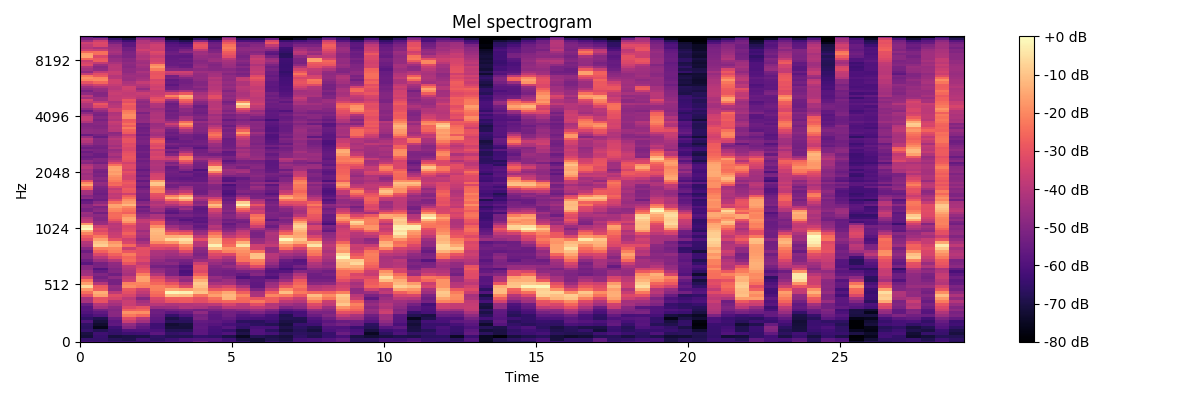 Mel spectrogram
Hz
8192
4096
2048
1024
512
0
0 5 10 15 20 25
Time
+0 dB
-10 dB
-20 dB
-30 dB
-40 dB
-50 dB
-60 dB
-70 dB
-80 dB